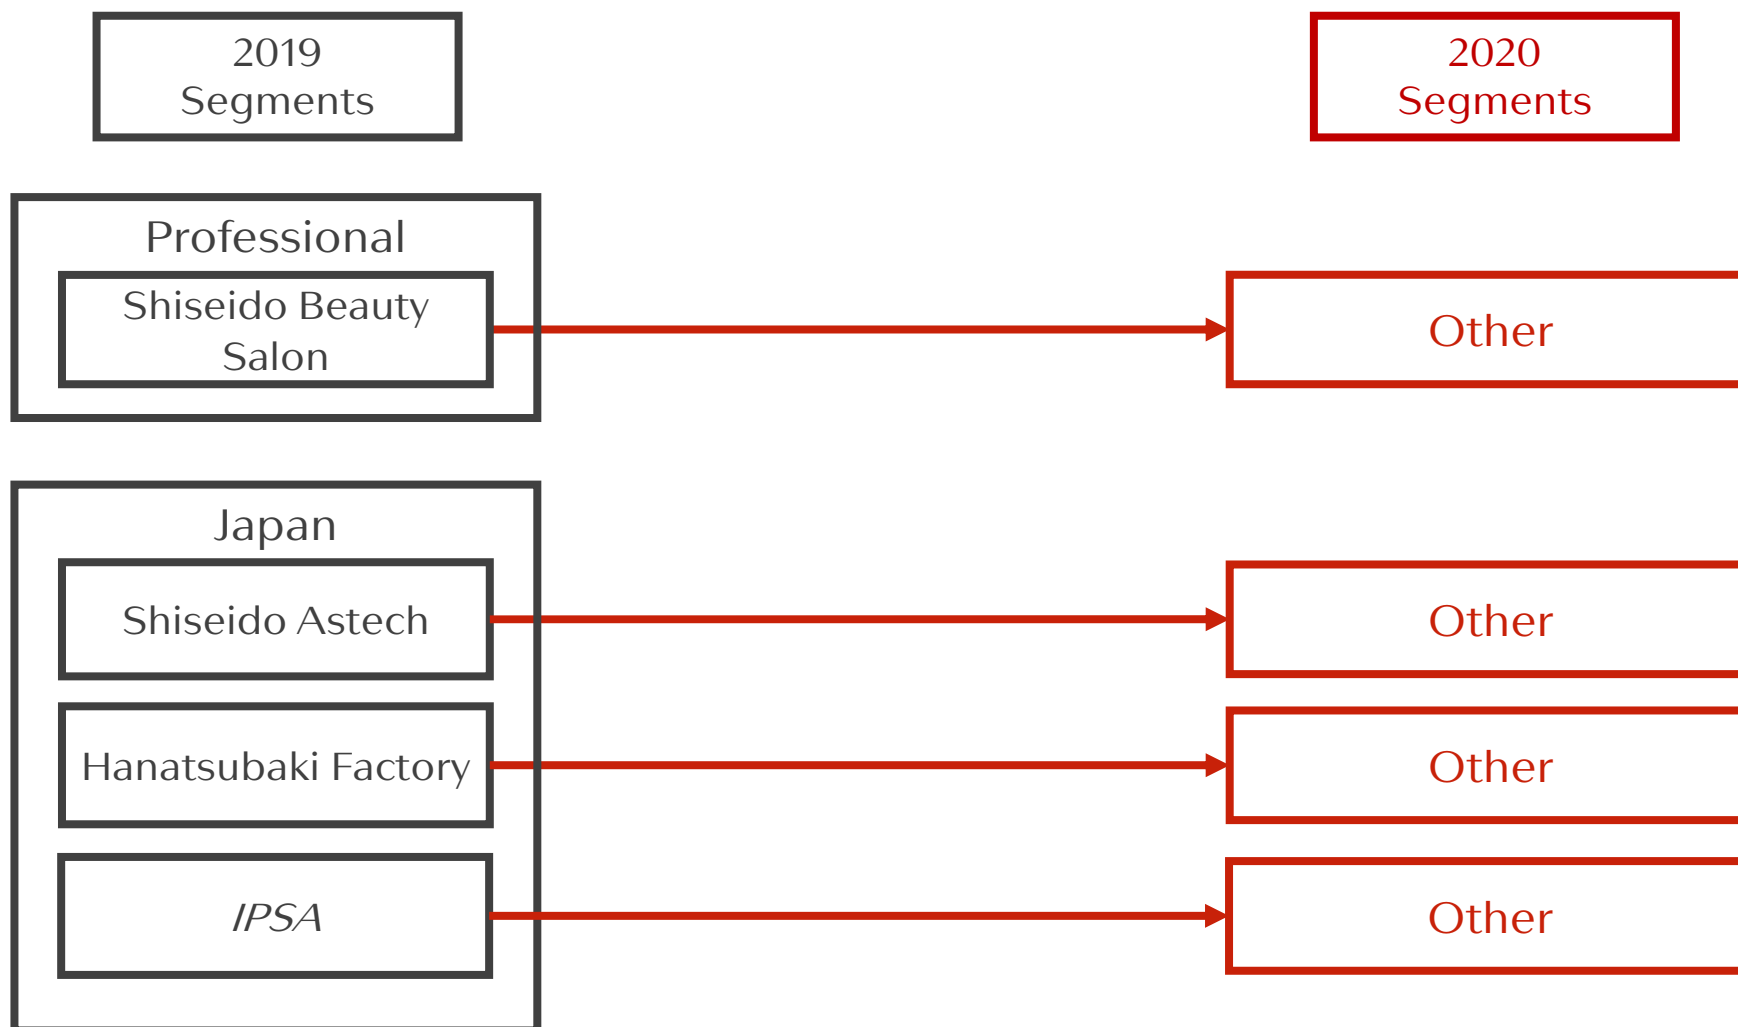 2019
Segments
2020
Segments
Professional
Shiseido Beauty
Salon
Other
Japan
Shiseido Astech
Other
Hanatsubaki Factory
Other
IPSA
Other